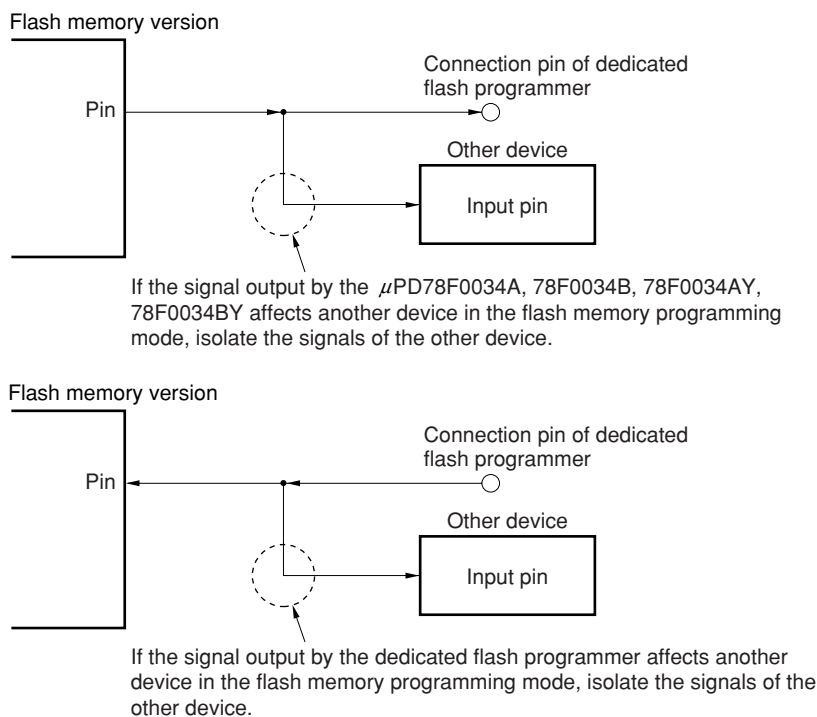 Flash memory version
Connection pin of dedicated
flash programmer
Pin
Other device
Input pin
If the signal output by the μPD78F0034A, 78F0034B, 78F0034AY,
78F0034BY affects another device in the flash memory programming
mode, isolate the signals of the other device.
Flash memory version
Connection pin of dedicated
flash programmer
Pin
Other device
Input pin
If the signal output by the dedicated flash programmer affects another
device in the flash memory programming mode, isolate the signals of the
other device.